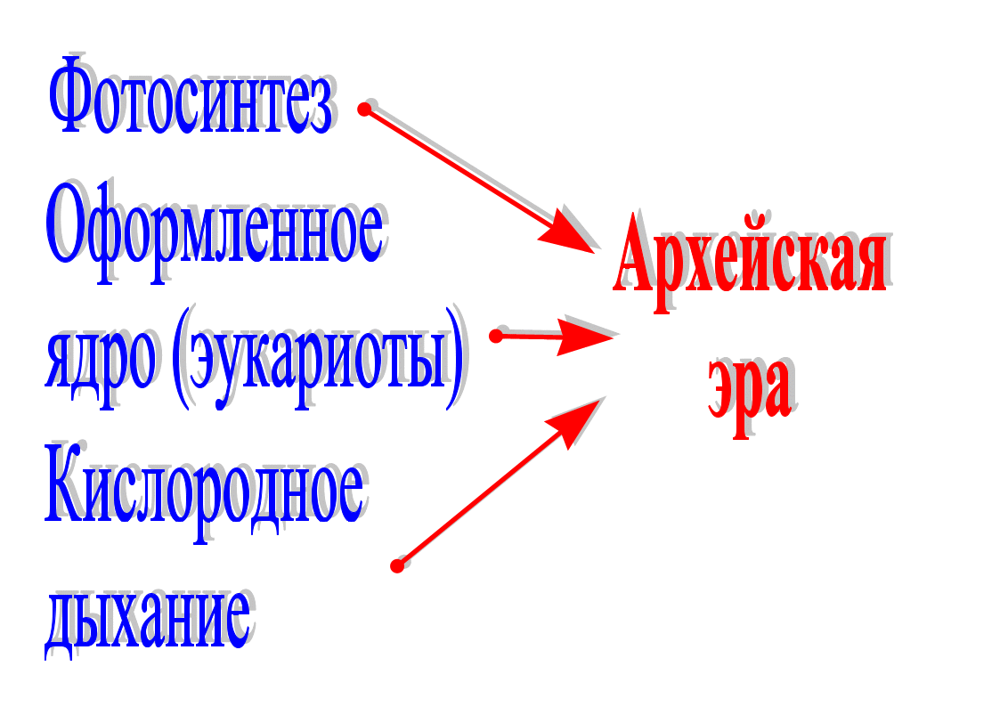 Фотосинтез
Оформленное
ядро (эукариоты)
Кислородное
дыхание
Архейская
эра